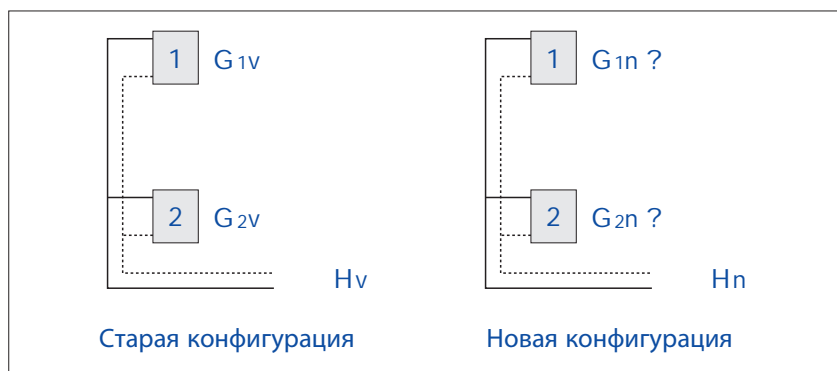 1 G1v 1 G1n ?
2 G2v 2 G2n ?
Hv Hn
Старая конфигурация Новая конфигурация